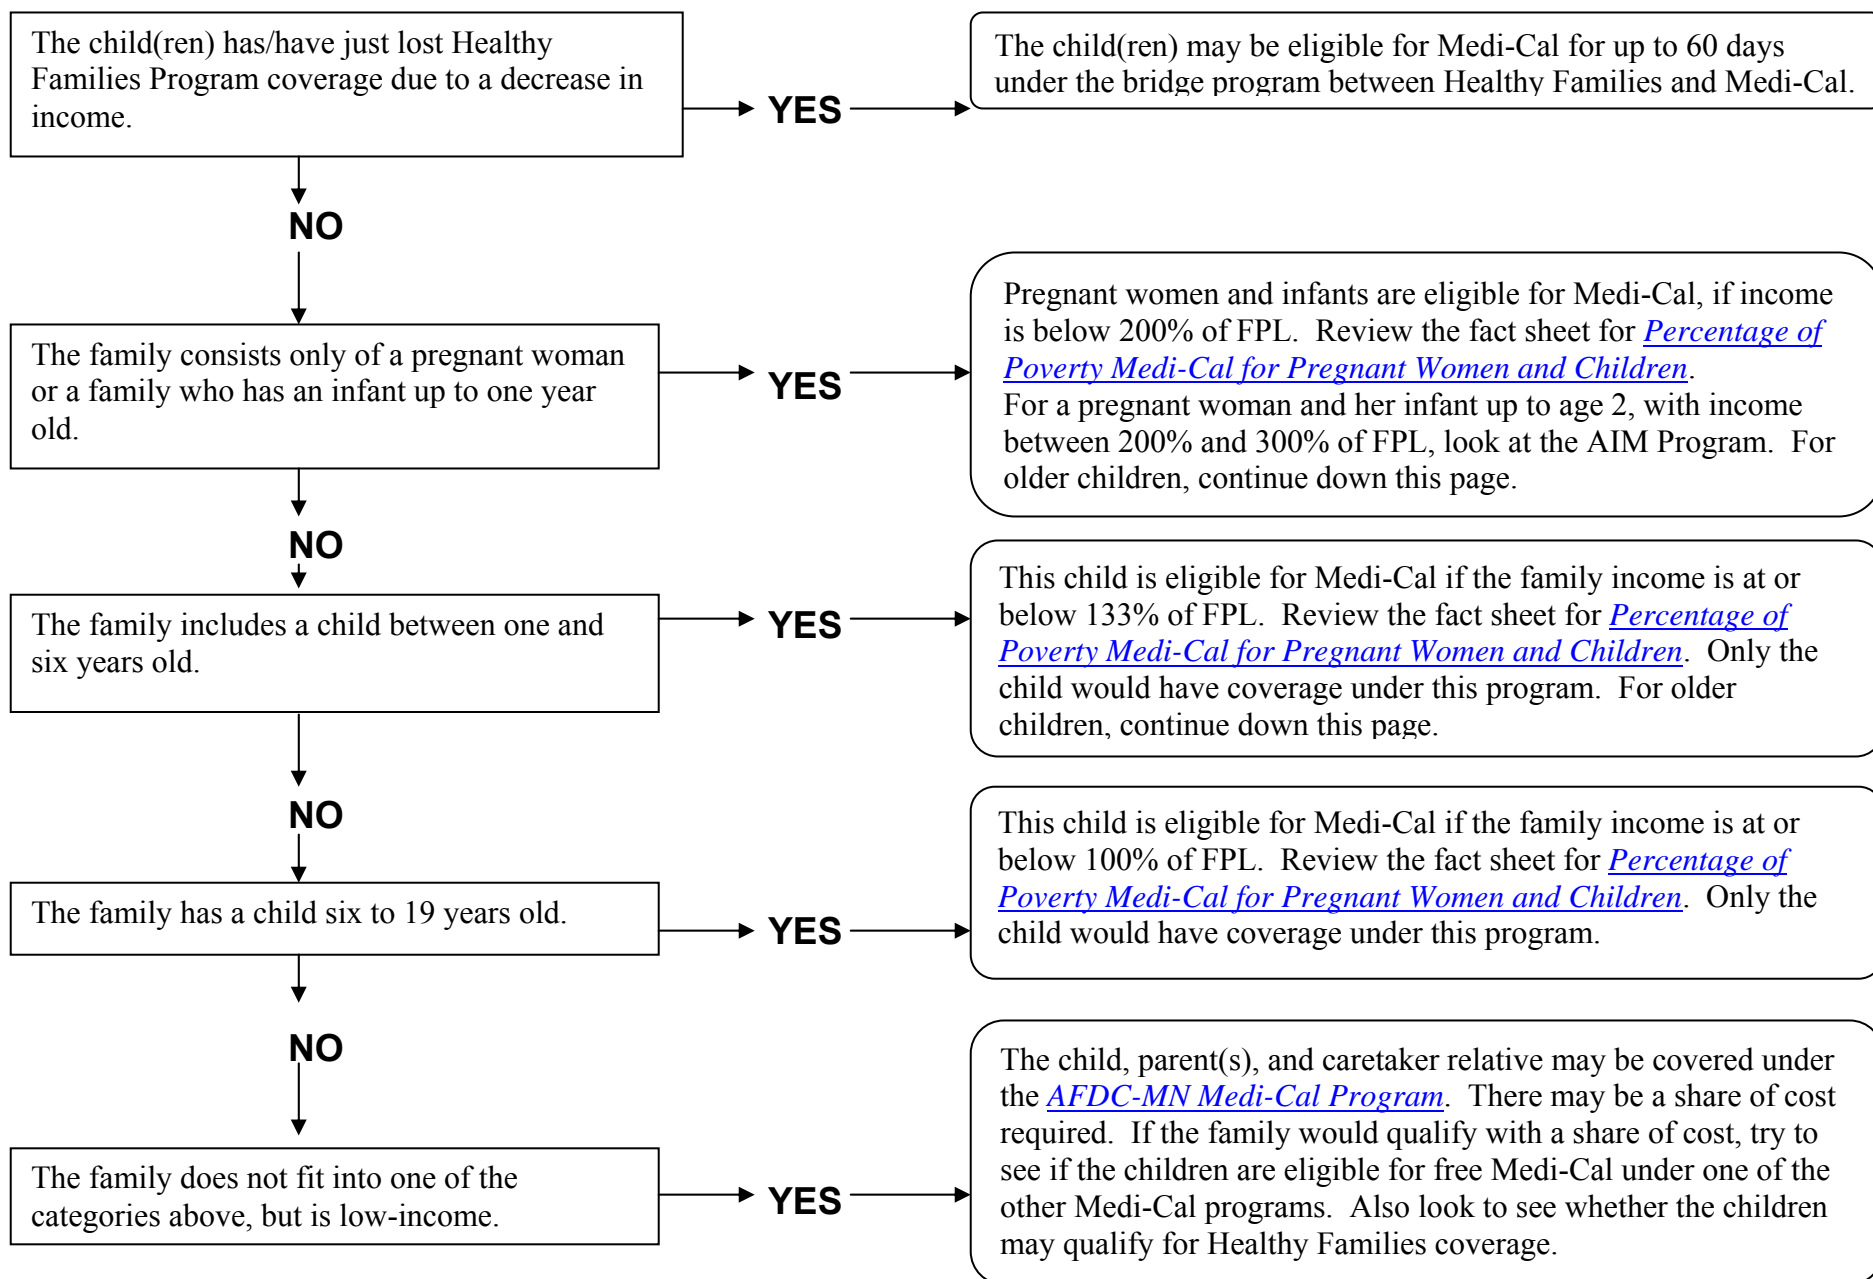 The child(ren) has/have just lost Healthy
Families Program coverage due to a decrease in
income.
YES
The child(ren) may be eligible for Medi-Cal for up to 60 days
under the bridge program between Healthy Families and Medi-Cal.
NO
The family consists only of a pregnant woman
or a family who has an infant up to one year
old.
YES
Pregnant women and infants are eligible for Medi-Cal, if income
is below 200% of FPL.  Review the fact sheet for Percentage of
Poverty Medi-Cal for Pregnant Women and Children.
For a pregnant woman and her infant up to age 2, with income
between 200% and 300% of FPL, look at the AIM Program.  For
older children, continue down this page.
NO
The family includes a child between one and
six years old.
YES
This child is eligible for Medi-Cal if the family income is at or
below 133% of FPL.  Review the fact sheet for Percentage of
Poverty Medi-Cal for Pregnant Women and Children.  Only the
child would have coverage under this program.  For older
children, continue down this page.
NO
The family has a child six to 19 years old.
YES
This child is eligible for Medi-Cal if the family income is at or
below 100% of FPL.  Review the fact sheet for Percentage of
Poverty Medi-Cal for Pregnant Women and Children.  Only the
child would have coverage under this program.
NO
The family does not fit into one of the
categories above, but is low-income.
YES
The child, parent(s), and caretaker relative may be covered under
the AFDC-MN Medi-Cal Program.  There may be a share of cost
required.  If the family would qualify with a share of cost, try to
see if the children are eligible for free Medi-Cal under one of the
other Medi-Cal programs.  Also look to see whether the children
may qualify for Healthy Families coverage.